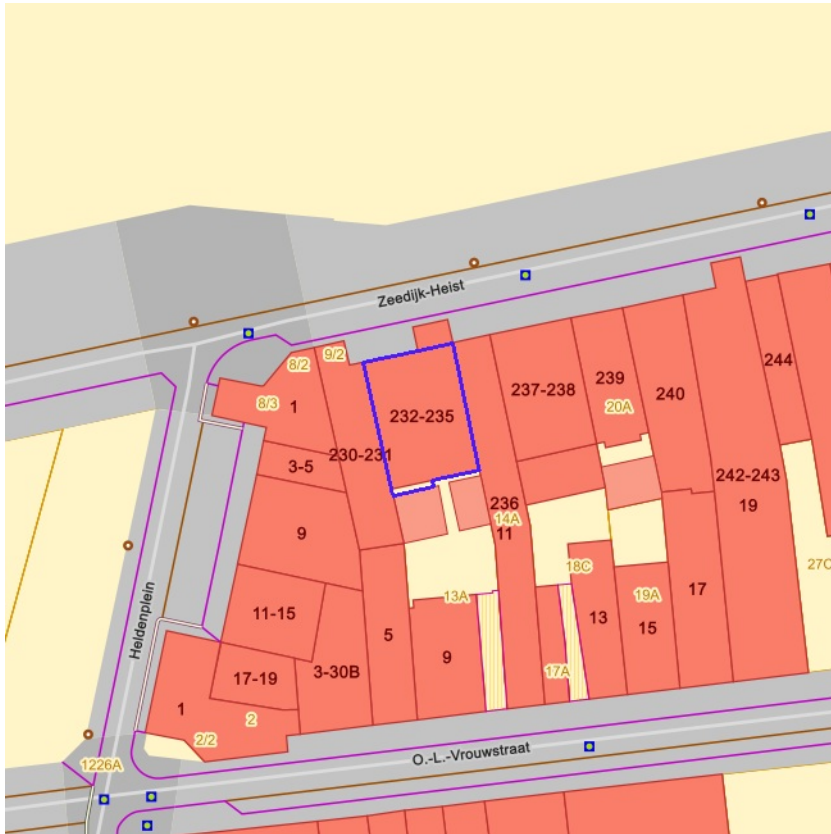 Zeedijk-Heist
9/2
8/2
244
8/3
1
237-238
239
240
20A
232-235
230-231
3-5
242-243
19
236
14A
11
9
18C
Heldenplein
13A
19A
11-15
5
9
13
15
17
3-30B
17A
17-19
1
2
2/2
O.-L.-Vrouwstraat
1226A